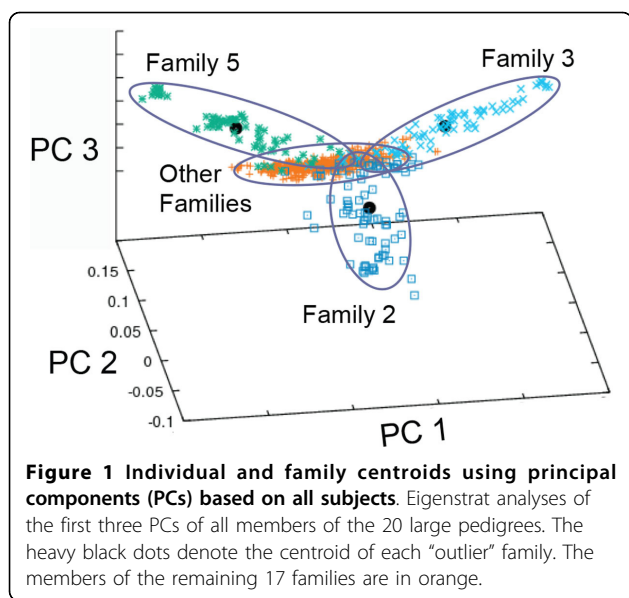 Family 5
Family 3
PC 3
Other
Families
Family 2
0.15
0.1
0.05
0
-0.05
-0.1
PC 2
PC 1
Figure 1 Individual and family centroids using principal
components (PCs) based on all subjects. Eigenstrat analyses of
the first three PCs of all members of the 20 large pedigrees. The
heavy black dots denote the centroid of each “outlier” family. The
members of the remaining 17 families are in orange.